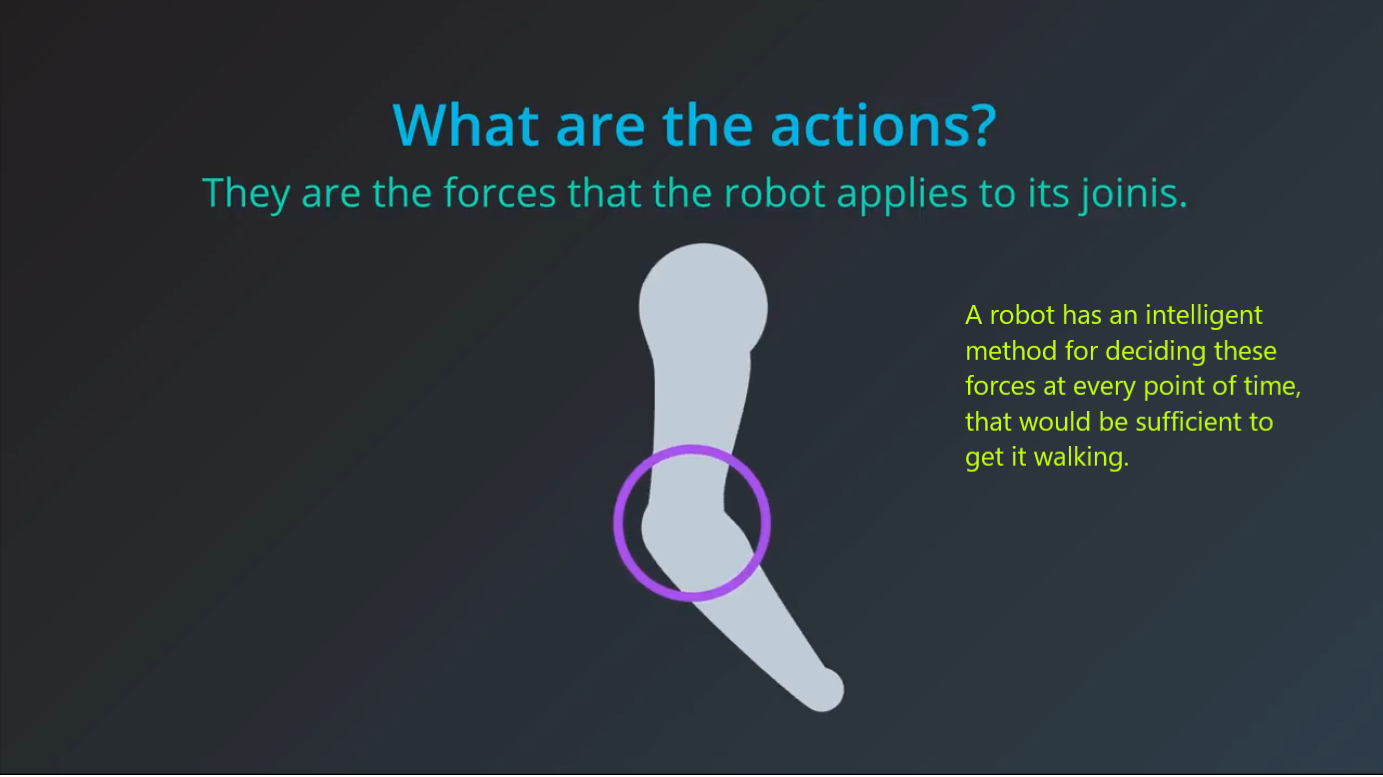 What are the actions?
They are the forces that the robot applies to its joinis.
A robot has an intelligent
method for deciding these
forces at every point of time,
that would be sufficient to
get it walking.